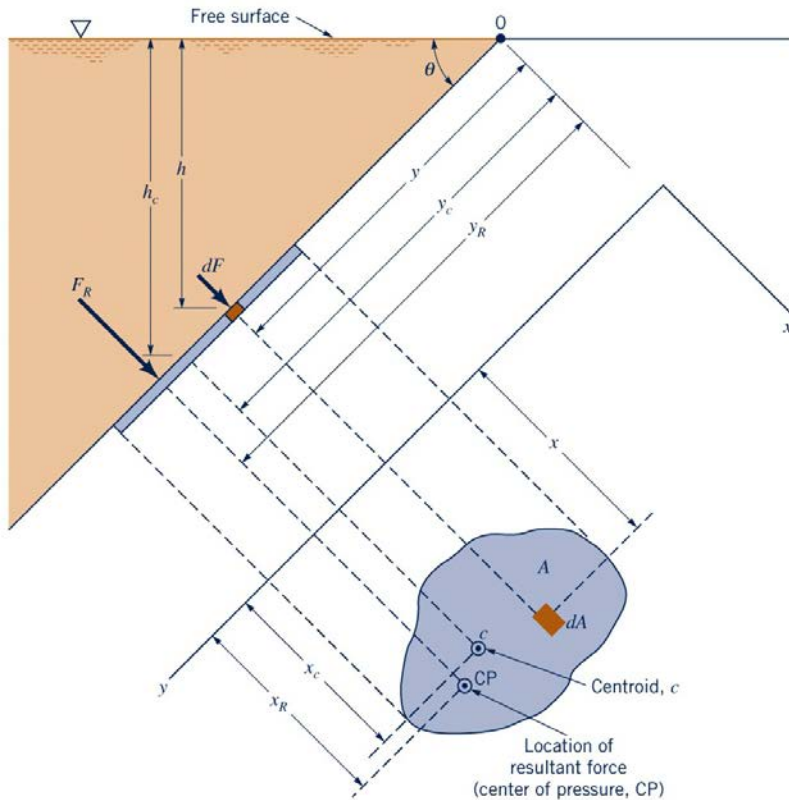 Free surface
O
θ
h
h_c
y
y_c
y_R
dF
F_R
x
x
A
dA
c
CP
x_c
x_R
y
Centroid, c
Location of
resultant force
(center of pressure, CP)